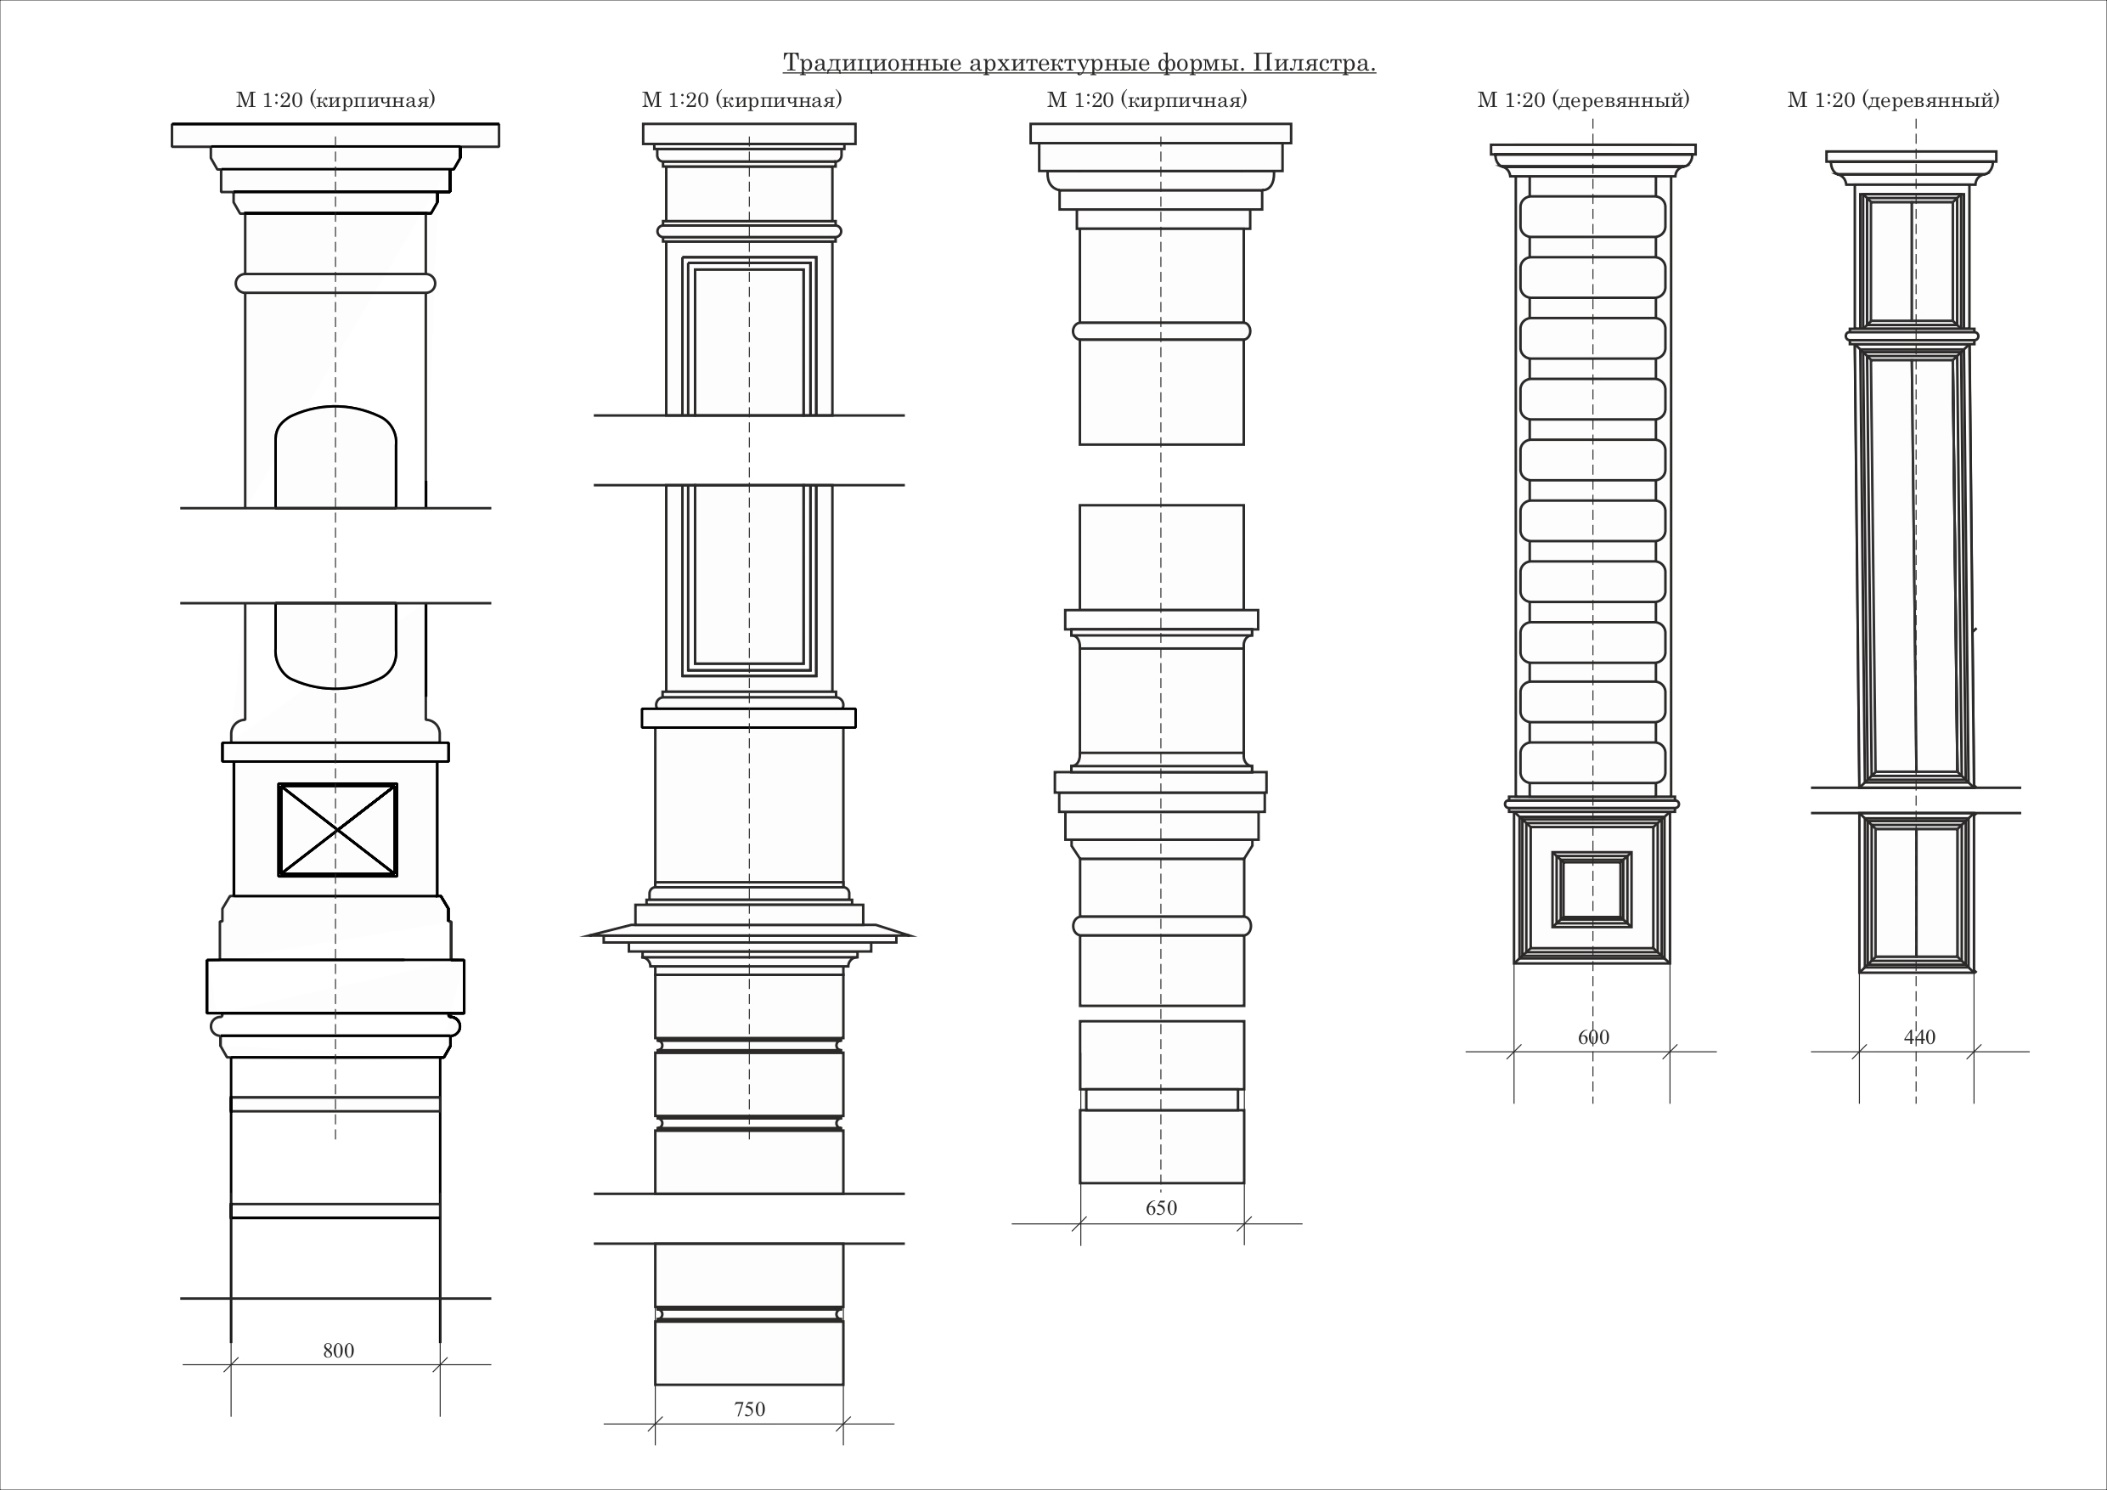 Традиционные архитектурные формы. Пилястра.
М 1:20 (кирпичная)
М 1:20 (кирпичная)
М 1:20 (кирпичная)
М 1:20 (деревянный)
М 1:20 (деревянный)
600
440
650
800
750